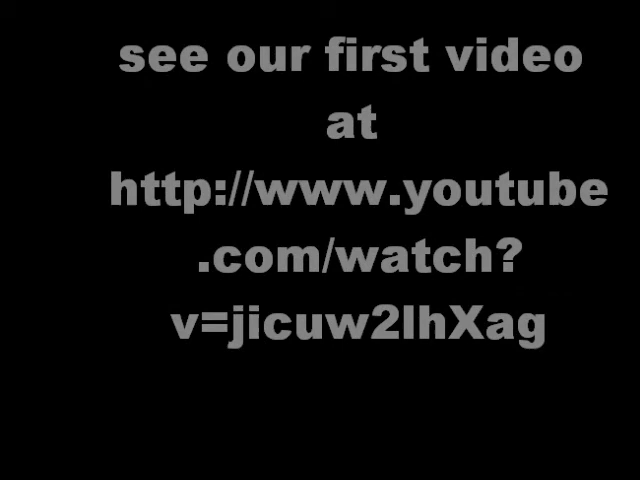 see our first video
at
http://www.youtube
.com/watch?
v=jicuw2lhXag